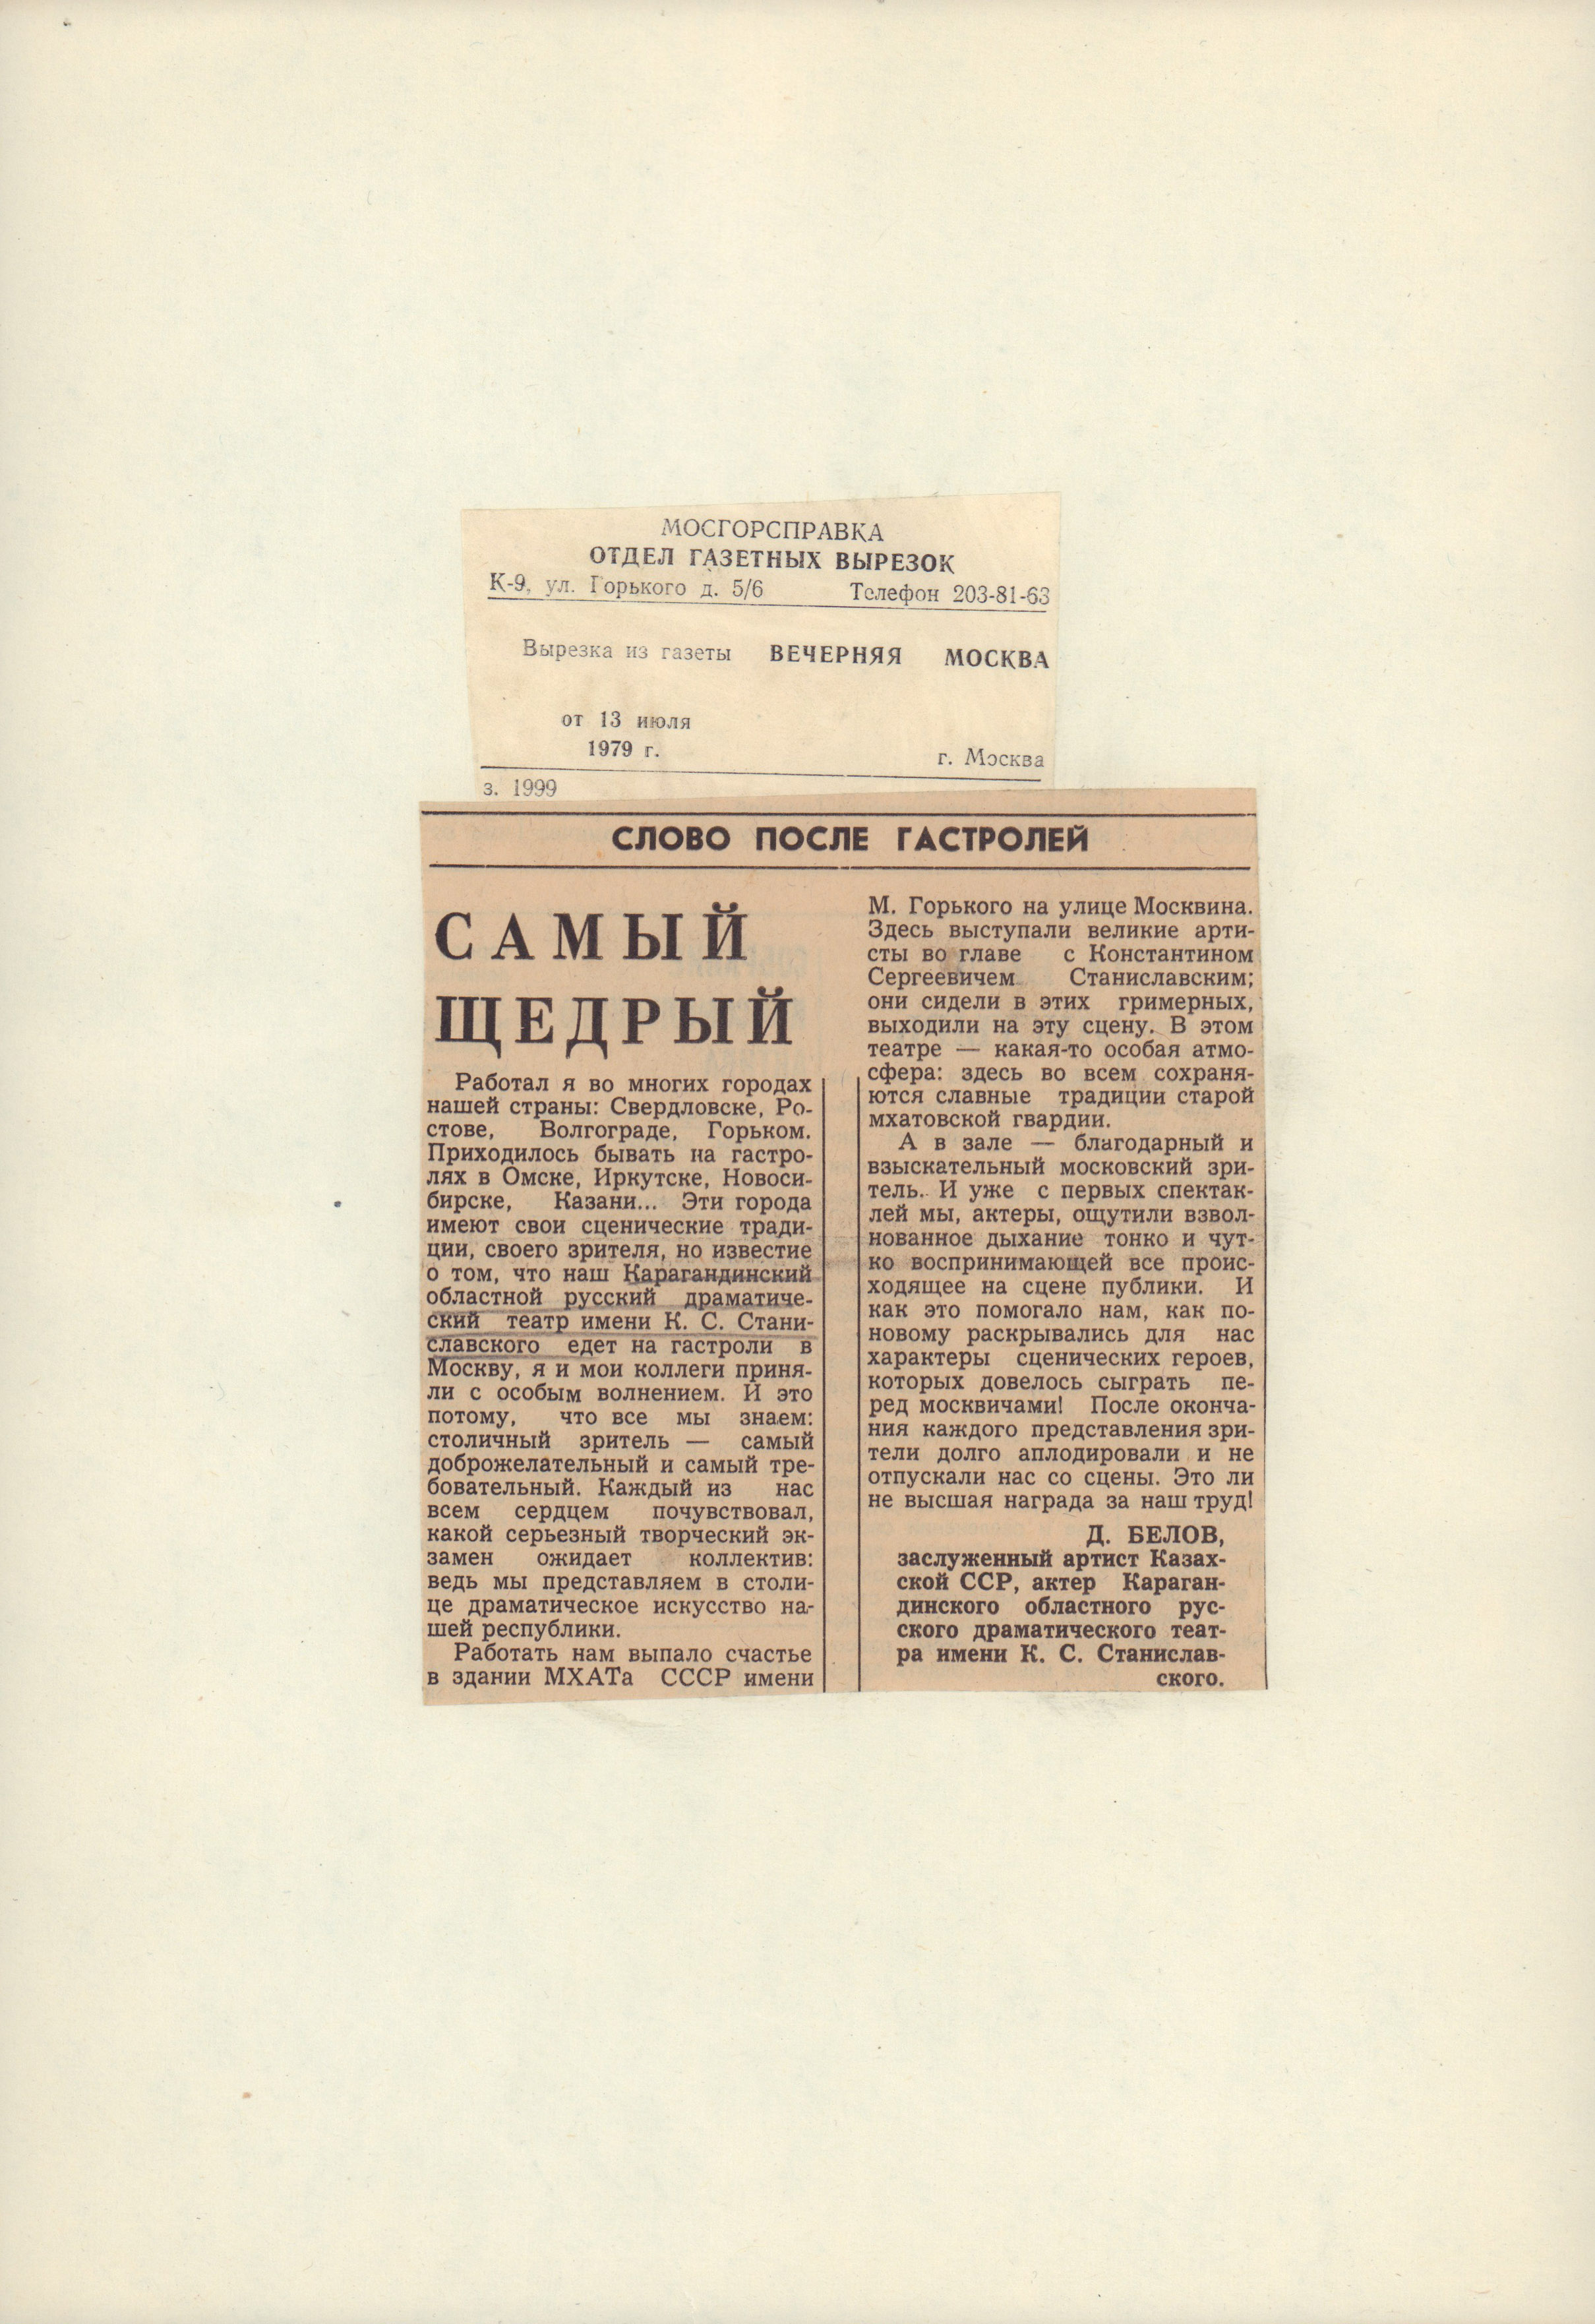 МОСГОРСПРАВКА
ОТДЕЛ ГАЗЕТНЫХ ВЫРЕЗОК
К-9, ул. Горького д. 5/6 Телефон 203-81-63
Вырезка из газеты ВЕЧЕРНЯЯ МОСКВА
от 13 июля
1979 г.
г. Москва
з. 1999
СЛОВО ПОСЛЕ ГАСТРОЛЕЙ
САМЫЙ
ЩЕДРЫЙ
Работал я во многих городах
нашей страны: Свердловске, Ро-
стове, Волгограде, Горьком.
Приходилось бывать на гастро-
лях в Омске, Иркутске, Новоси-
бирске, Казани... Эти города
имеют свои сценические тради-
ции, своего зрителя, но известие
о том, что наш Карагандинский
областной русский драматиче-
ский театр имени К. С. Стани-
славского едет на гастроли в
Москву, я и мои коллеги приня-
ли с особым волнением. И это
потому, что все мы знаем:
столичный зритель — самый
доброжелательный и самый тре-
бовательный. Каждый из нас
всем сердцем почувствовал,
какой серьезный творческий эк-
замен ожидает коллектив:
ведь мы представляем в столи-
це драматическое искусство на-
шей республики.
Работать нам выпало счастье
в здании МХАТа СССР имени
М. Горького на улице Москвина.
Здесь выступали великие арти-
сты во главе с Константином
Сергеевичем Станиславским;
они сидели в этих гримерных,
выходили на эту сцену. В этом
театре — какая-то особая атмо-
сфера: здесь во всем сохраня-
ются славные традиции старой
мхатовской гвардии.
А в зале — благодарный и
взыскательный московский зри-
тель. И уже с первых спектак-
лей мы, актеры, ощутили взвол-
нованное дыхание тонко и чут-
ко воспринимающей все проис-
ходящее на сцене публики. И
как это помогало нам, как по-
новому раскрывались для нас
характеры сценических героев,
которых довелось сыграть пе-
ред москвичами! После оконча-
ния каждого представления зри-
тели долго аплодировали и не
отпускали нас со сцены. Это ли
не высшая награда за наш труд!
Д. БЕЛОВ,
заслуженный артист Казах-
ской ССР, актер Караган-
динского областного рус-
ского драматического теат-
ра имени К. С. Станислав-
ского.